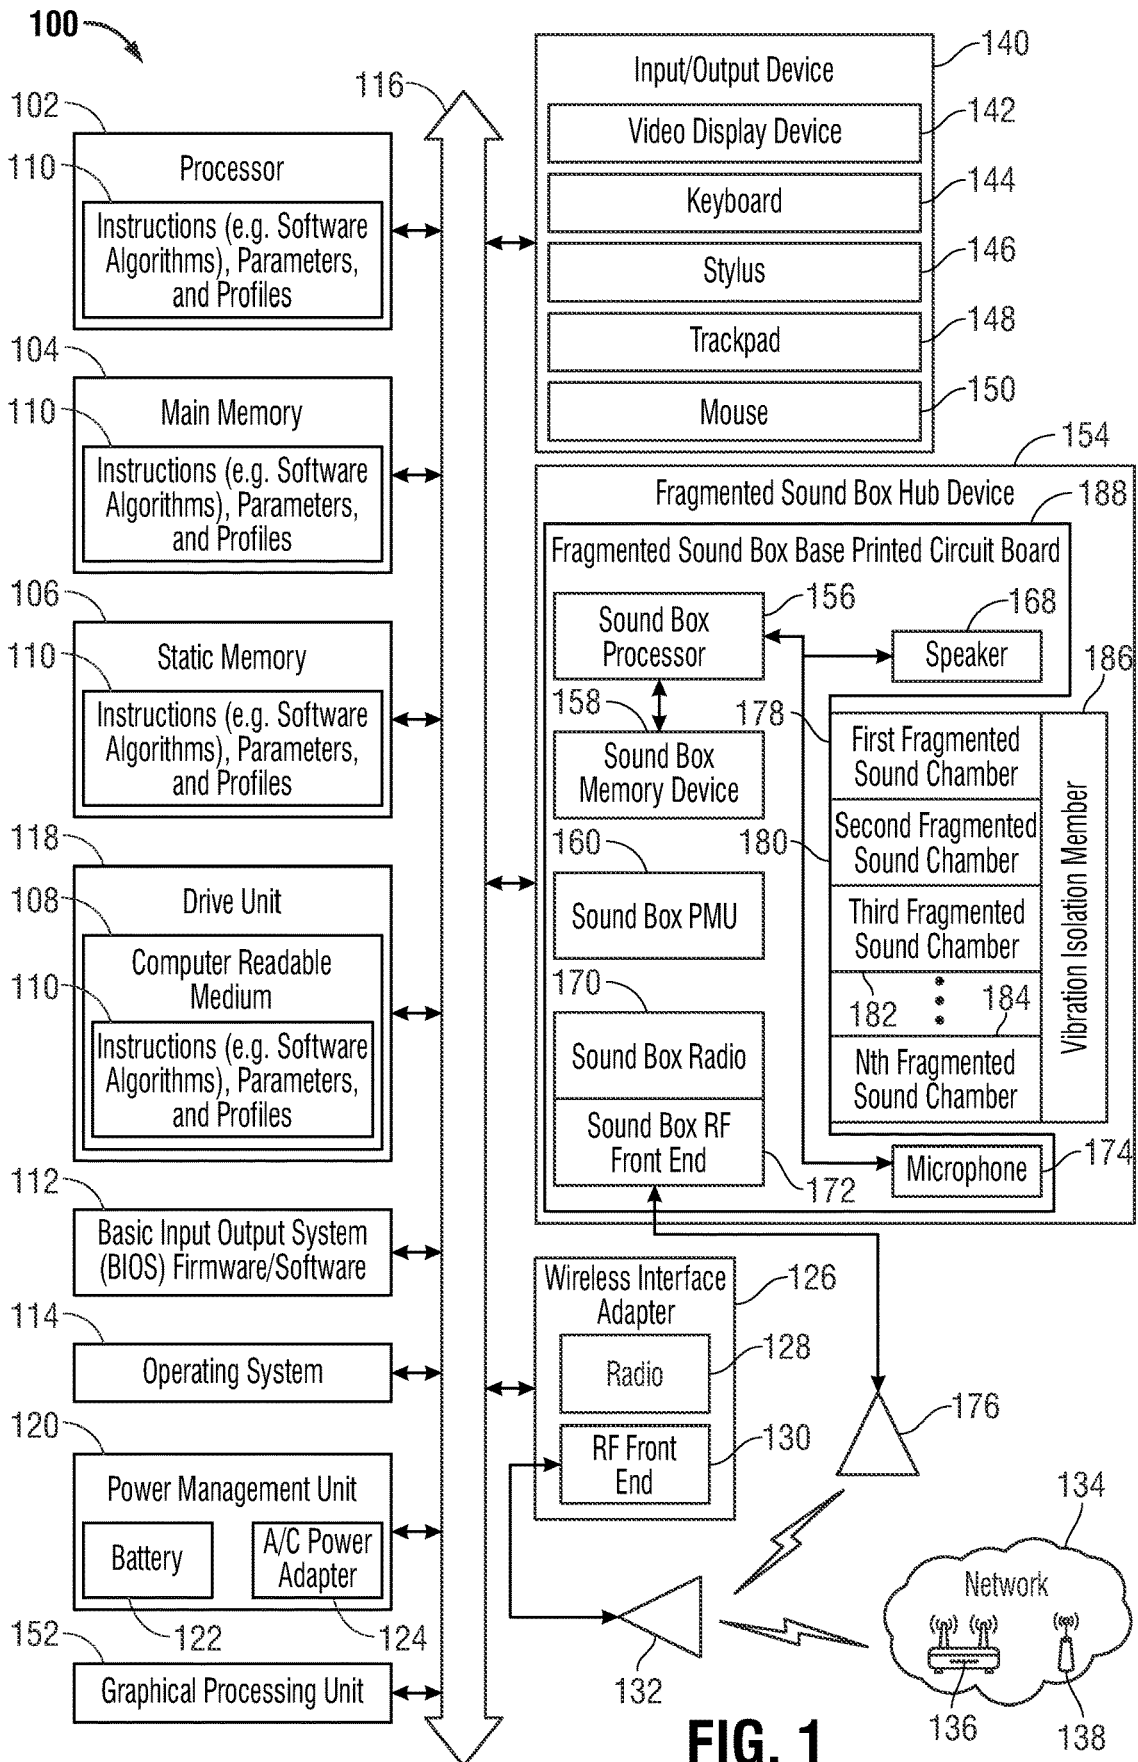 100
116
102
Processor
110
Instructions (e.g. Software
Algorithms), Parameters,
and Profiles
104
Main Memory
110
Instructions (e.g. Software
Algorithms), Parameters,
and Profiles
106
Static Memory
110
Instructions (e.g. Software
Algorithms), Parameters,
and Profiles
118
Drive Unit
108
Computer Readable
Medium
110
Instructions (e.g. Software
Algorithms), Parameters,
and Profiles
112
Basic Input Output System
(BIOS) Firmware/Software
114
Operating System
120
Power Management Unit
Battery
A/C Power
Adapter
122
124
152
Graphical Processing Unit
140
Input/Output Device
142
Video Display Device
144
Keyboard
146
Stylus
148
Trackpad
150
Mouse
154
Fragmented Sound Box Hub Device
188
Fragmented Sound Box Base Printed Circuit Board
156
Sound Box
Processor
168
Speaker
158
Sound Box
Memory Device
178
186
First Fragmented
Sound Chamber
180
Second Fragmented
Sound Chamber
Third Fragmented
Sound Chamber
182
184
Nth Fragmented
Sound Chamber
Vibration Isolation Member
160
Sound Box PMU
170
Sound Box Radio
Sound Box RF
Front End
172
Microphone
174
Wireless Interface
Adapter
126
Radio
128
RF Front
End
130
176
132
134
Network
136
138
FIG. 1